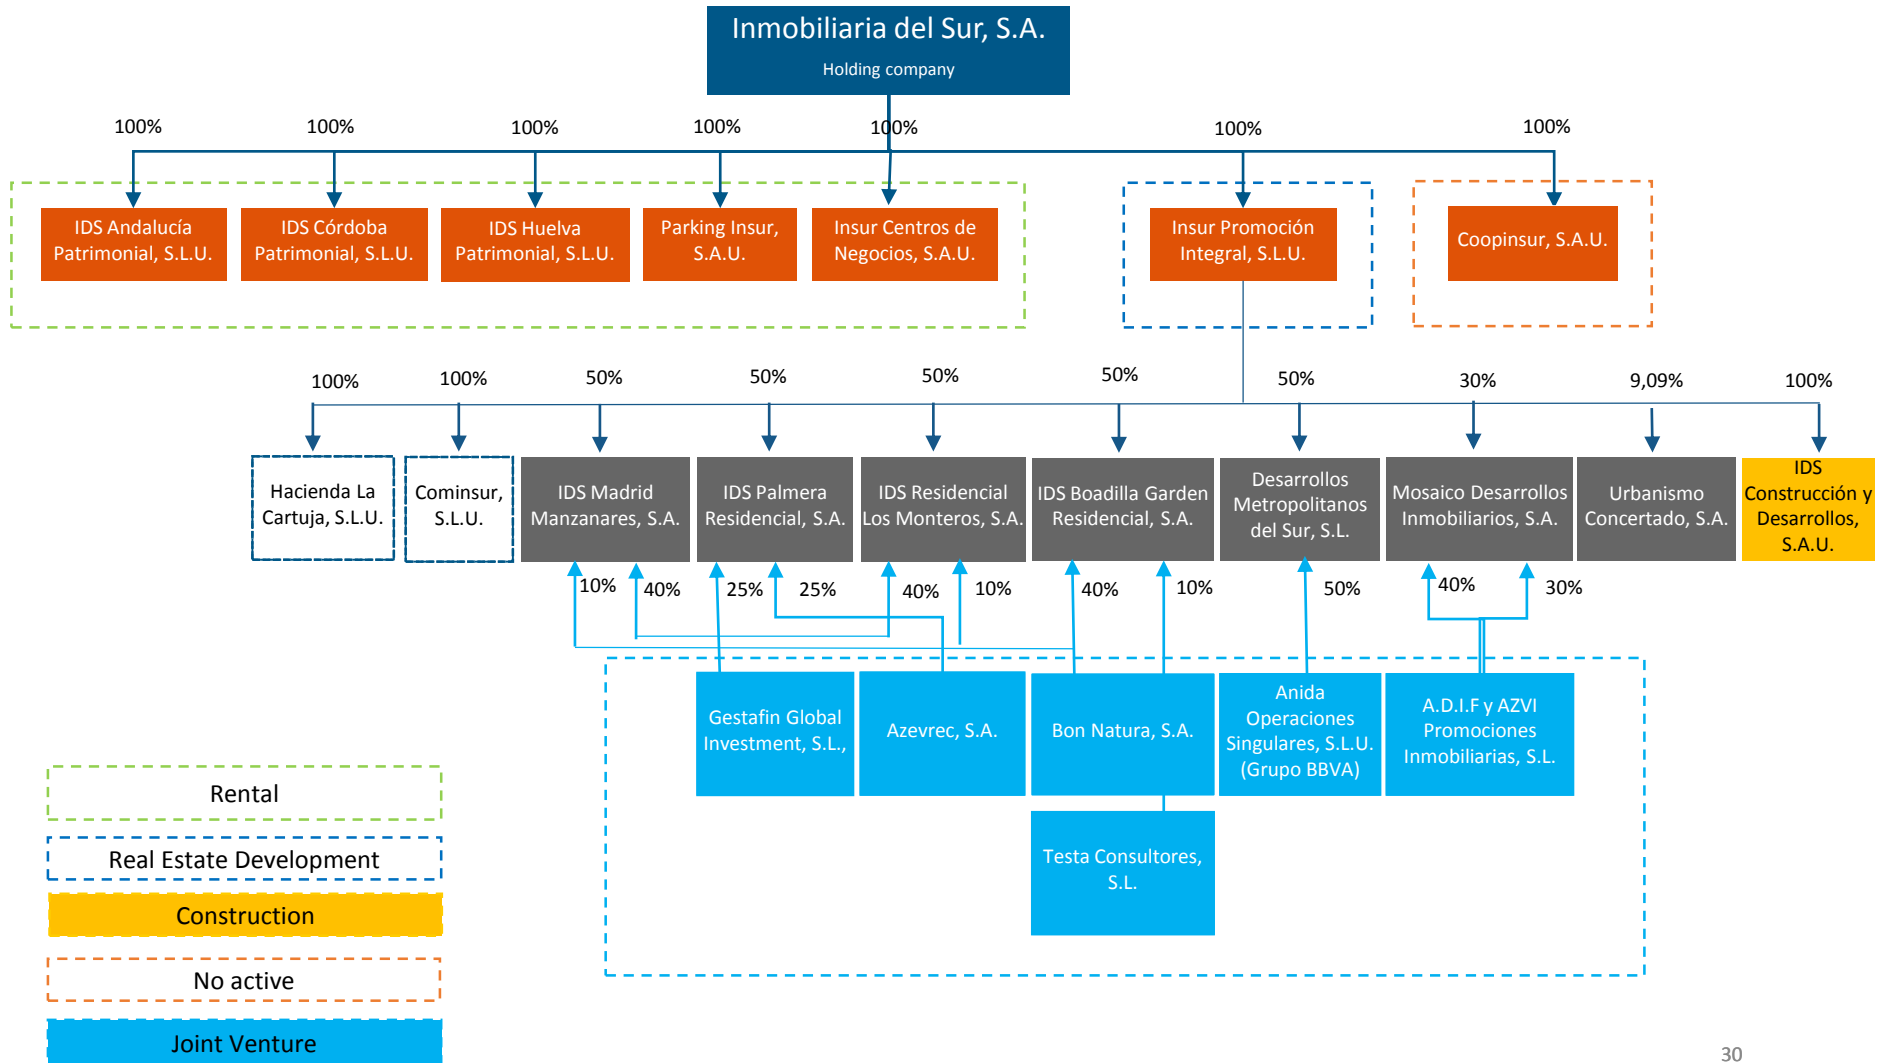 Inmobiliaria del Sur, S.A.
Holding company
100%
100%
100%
100%
100%
100%
100%
IDS Andalucía
Patrimonial, S.L.U.
IDS Córdoba
Patrimonial, S.L.U.
IDS Huelva
Patrimonial, S.L.U.
Parking Insur,
S.A.U.
Insur Centros de
Negocios, S.A.U.
Insur Promoción
Integral, S.L.U.
Coopinsur, S.A.U.
100%
100%
50%
50%
50%
50%
50%
30%
9,09%
100%
Hacienda La
Cartuja, S.L.U.
Cominsur,
S.L.U.
IDS Madrid
Manzanares, S.A.
IDS Palmera
Residencial, S.A.
IDS Residencial
Los Monteros, S.A.
IDS Boadilla Garden
Residencial, S.A.
Desarrollos
Metropolitanos
del Sur, S.L.
Mosaico Desarrollos
Inmobiliarios, S.A.
Urbanismo
Concertado, S.A.
IDS
Construcción y
Desarrollos,
S.A.U.
10%
40%
25%
25%
40%
10%
40%
10%
50%
40%
30%
Gestafin Global
Investment, S.L.,
Azevrec, S.A.
Bon Natura, S.A.
Anida
Operaciones
Singulares, S.L.U.
(Grupo BBVA)
A.D.I.F y AZVI
Promociones
Inmobiliarias, S.L.
Testa Consultores,
S.L.
Rental
Real Estate Development
Construction
No active
Joint Venture
30